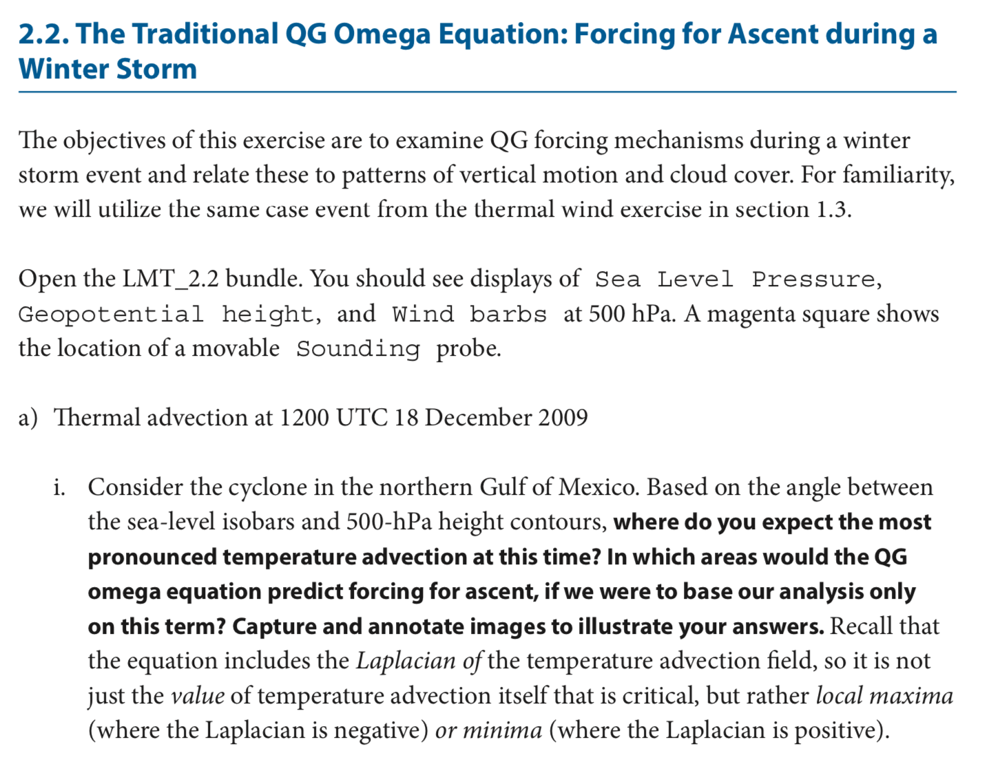 2.2. The Traditional QG Omega Equation: Forcing for Ascent during a
Winter Storm
The objectives of this exercise are to examine QG forcing mechanisms during a winter
storm event and relate these to patterns of vertical motion and cloud cover. For familiarity,
we will utilize the same case event from the thermal wind exercise in section 1.3.
Open the LMT_2.2 bundle. You should see displays of Sea Level Pressure,
Geopotential height, and Wind barbs at 500 hPa. A magenta square shows
the location of a movable Sounding probe.
a) Thermal advection at 1200 UTC 18 December 2009
i. Consider the cyclone in the northern Gulf of Mexico. Based on the angle between
the sea-level isobars and 500-hPa height contours, where do you expect the most
pronounced temperature advection at this time? In which areas would the QG
omega equation predict forcing for ascent, if we were to base our analysis only
on this term? Capture and annotate images to illustrate your answers. Recall that
the equation includes the Laplacian of the temperature advection field, so it is not
just the value of temperature advection itself that is critical, but rather local maxima
(where the Laplacian is negative) or minima (where the Laplacian is positive).